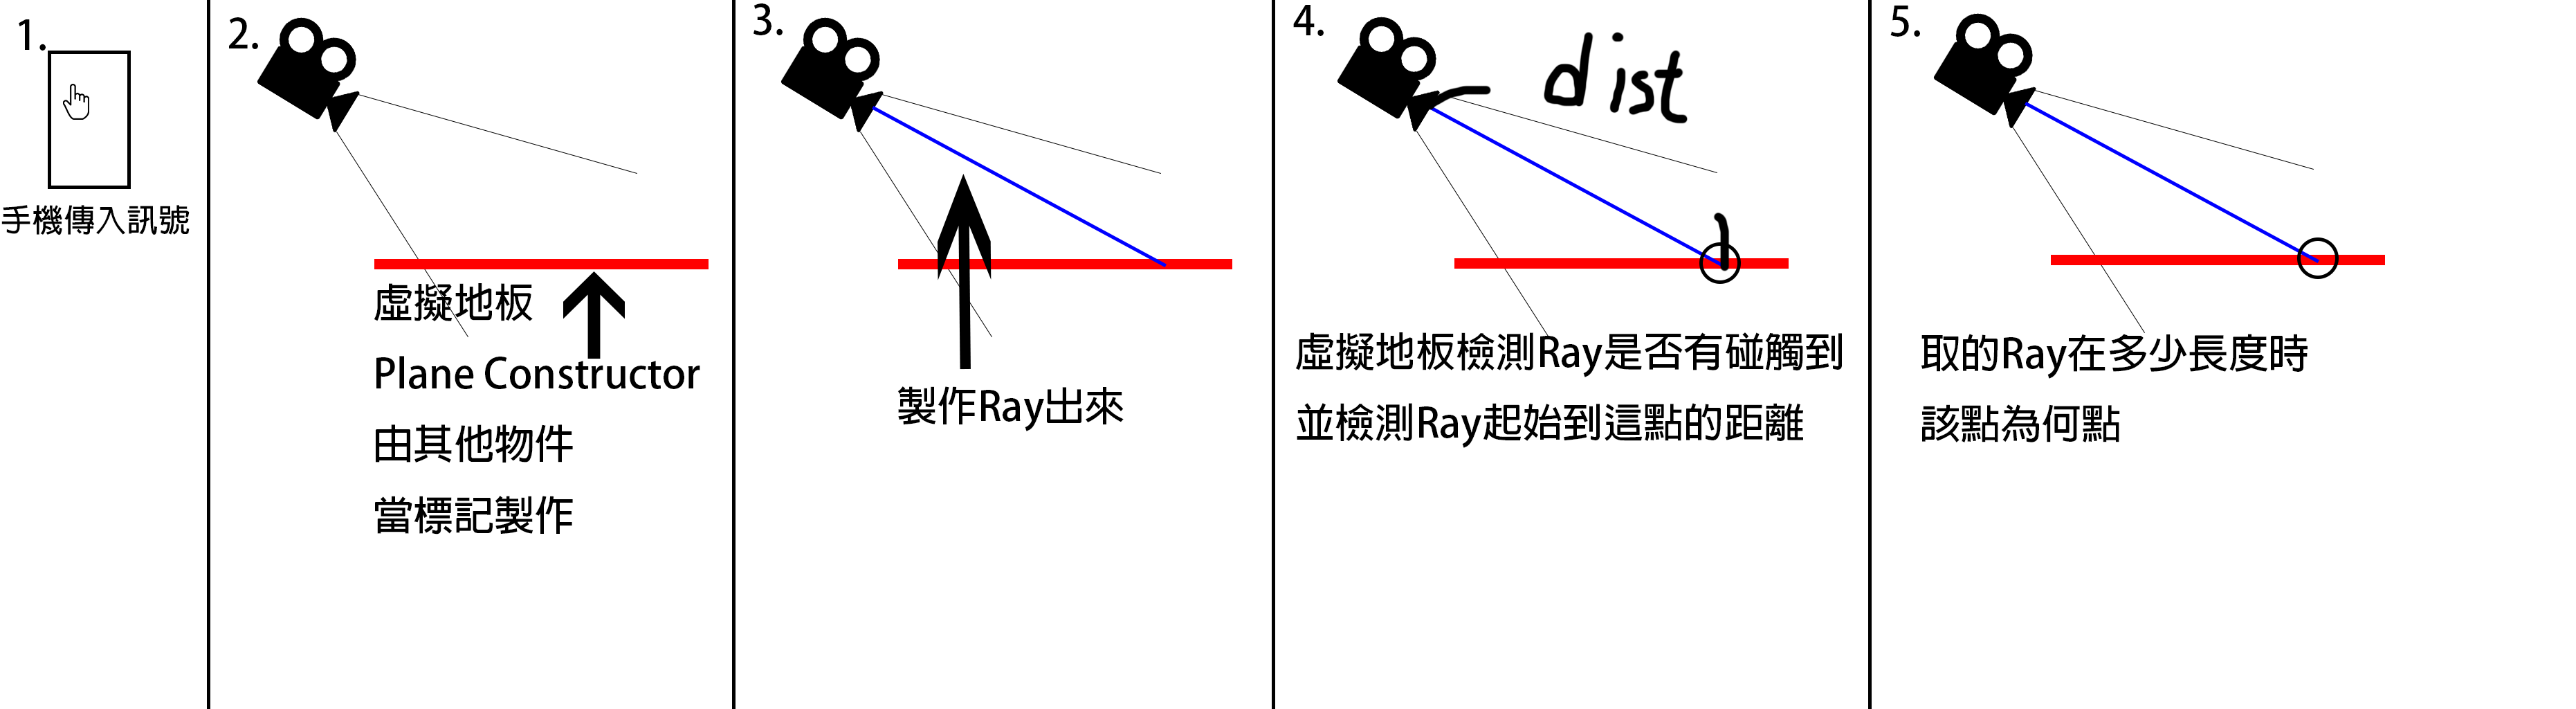 1.
手機傳入訊號
2.
虛擬地板
Plane Constructor
由其他物件
當標記製作
3.
製作Ray出來
4.
dist
虛擬地板檢測Ray是否有碰觸到
並檢測Ray起始到這點的距離
5.
取的Ray在多少長度時
該點為何點